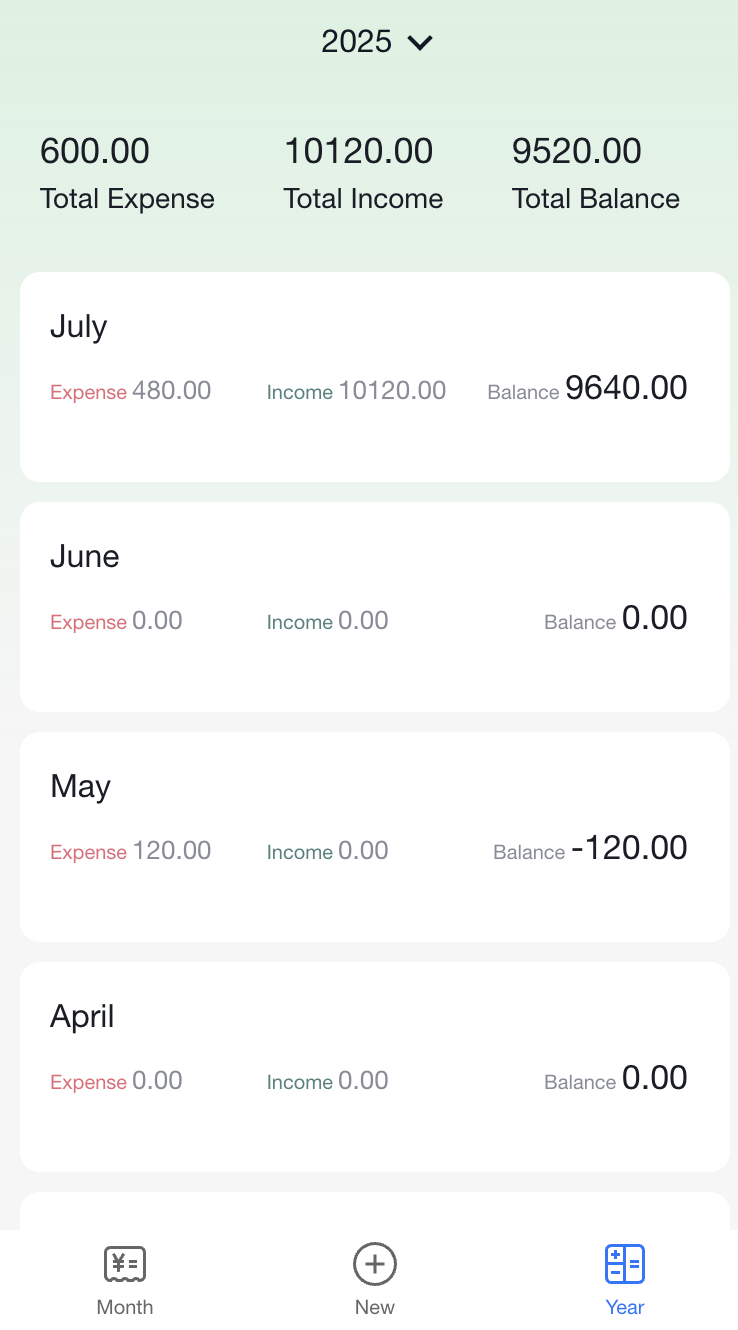 2025
600.00 10120.00 9520.00
Total Expense Total Income Total Balance
July
Expense 480.00 Income 10120.00 Balance 9640.00
June
Expense 0.00 Income 0.00 Balance 0.00
May
Expense 120.00 Income 0.00 Balance -120.00
April
Expense 0.00 Income 0.00 Balance 0.00
¥
Month New Year